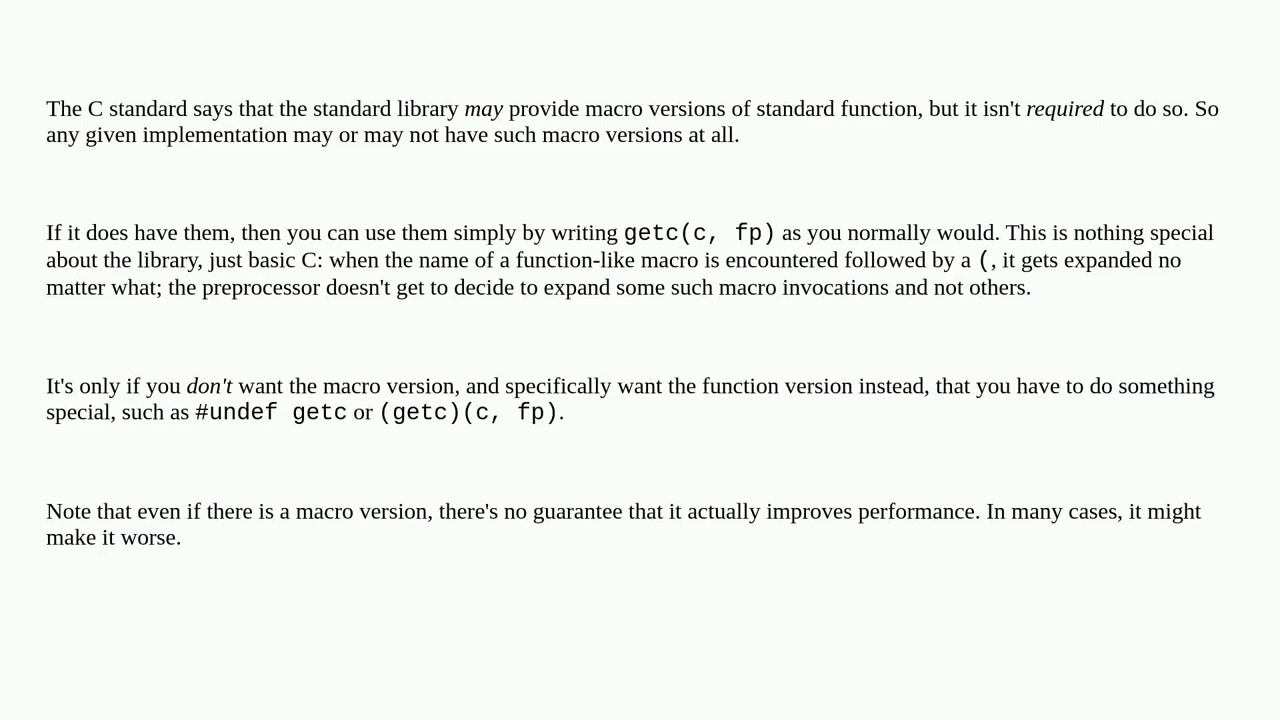 The C standard says that the standard library may provide macro versions of standard function, but it isn't required to do so. So
any given implementation may or may not have such macro versions at all.
If it does have them, then you can use them simply by writing getc(c, fp) as you normally would. This is nothing special
about the library, just basic C: when the name of a function-like macro is encountered followed by a (, it gets expanded no
matter what; the preprocessor doesn't get to decide to expand some such macro invocations and not others.
It's only if you don't want the macro version, and specifically want the function version instead, that you have to do something
special, such as #undef getc or (getc)(c, fp).
Note that even if there is a macro version, there's no guarantee that it actually improves performance. In many cases, it might
make it worse.